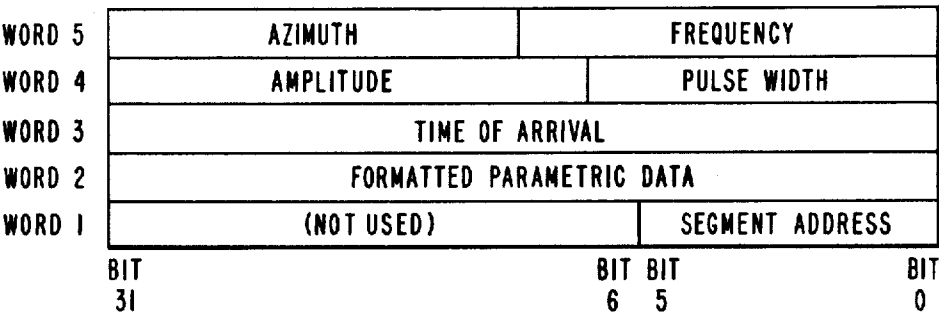 WORD 5 AZIMUTH FREQUENCY
WORD 4 AMPLITUDE PULSE WIDTH
WORD 3 TIME OF ARRIVAL
WORD 2 FORMATTED PARAMETRIC DATA
WORD 1 (NOT USED) SEGMENT ADDRESS
BIT BIT BIT BIT
31 6 5 0